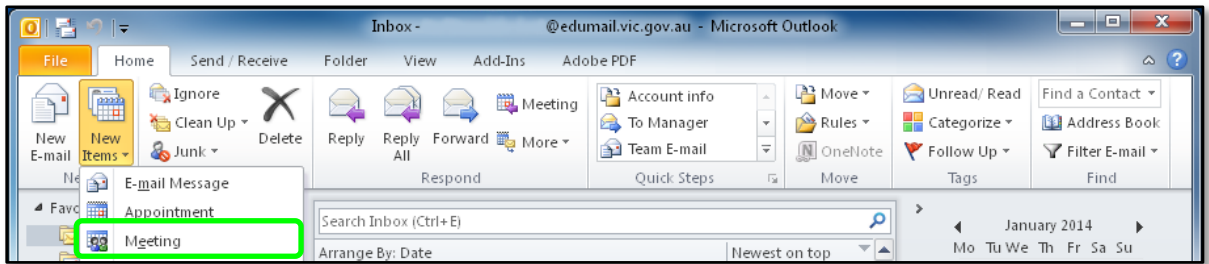 Inbox - @edumail.vic.gov.au - Microsoft Outlook
File Home Send / Receive Folder View Add-Ins Adobe PDF
New E-mail
New Items
Ignore
Clean Up
Junk
Delete
Reply
Reply All
Forward
Meeting
More
Respond
Account info
To Manager
Team E-mail
Quick Steps
Move
Rules
OneNote
Move
Unread/ Read
Categorize
Follow Up
Tags
Find a Contact
Address Book
Filter E-mail
Find
Ne
E-mail Message
Appointment
Meeting
Favo
Search Inbox (Ctrl+E)
Arrange By: Date Newest on top
January 2014
Mo Tu We Th Fr Sa Su